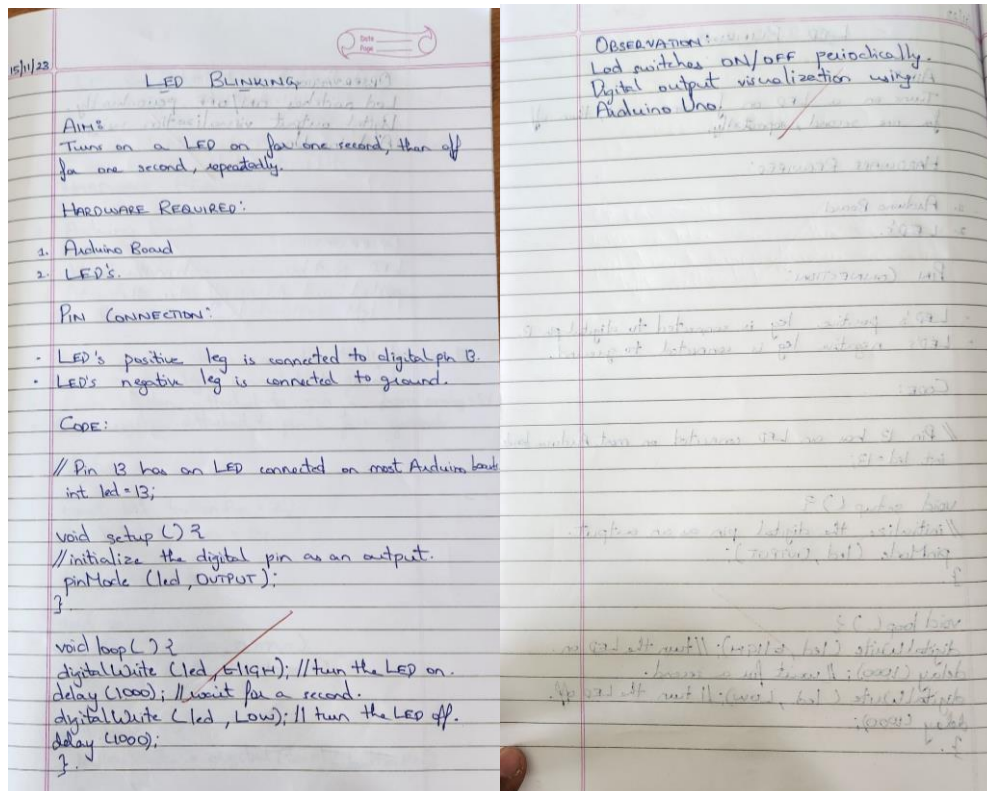 Date
Page
15/11/23
LED BLINKING
AIM:
Turns on a LED on for one second, then off
for one second, repeatedly.
HARDWARE REQUIRED:
1. Arduino Board
2. LED's.
PIN CONNECTION:
• LED's positive leg is connected to digital pin 13.
• LED's negative leg is connected to ground.
CODE:
// Pin 13 has an LED connected on most Arduino boards
int led = 13;
void setup () {
//initialize the digital pin as an output.
pinMode (led, OUTPUT);
}
void loop() {
digitalWrite (led, HIGH); //turn the LED on.
delay (1000); //wait for a second.
digitalWrite (led, LOW); // turn the LED off.
delay (1000);
}
OBSERVATION:
Led switches ON/OFF periodically.
Digital output visualization using
Arduino Uno.